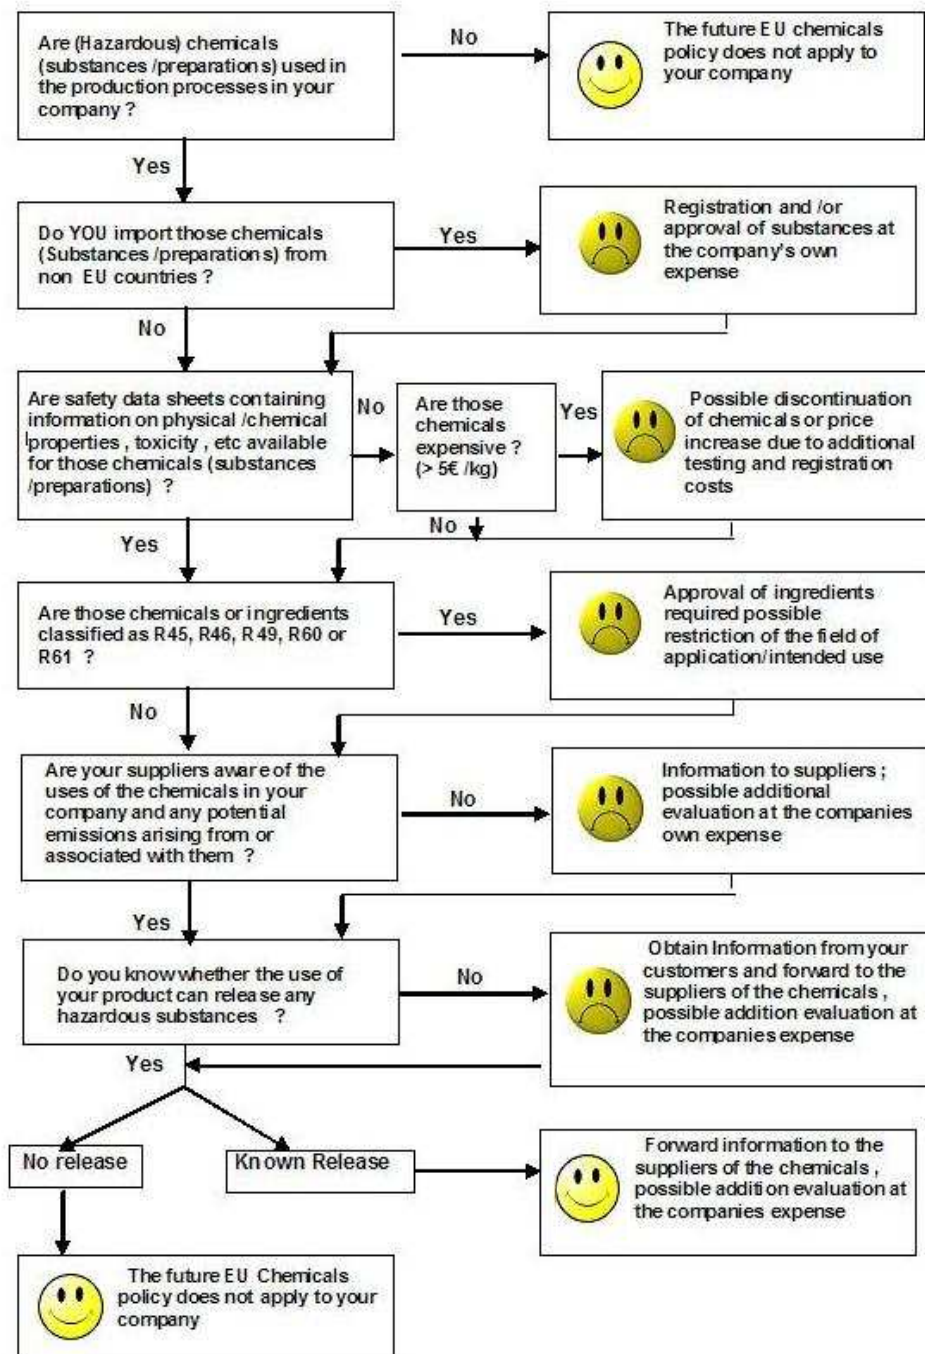 Are (Hazardous) chemicals
(substances /preparations) used in
the production processes in your
company ?
No
The future EU chemicals
policy does not apply to
your company
Yes
Do YOU import those chemicals
(Substances /preparations) from
non EU countries ?
Yes
Registration and /or
approval of substances at
the company's own
expense
No
Are safety data sheets containing
information on physical /chemical
properties , toxicity , etc available
for those chemicals (substances
/preparations) ?
No
Are those
chemicals
expensive ?
(> 5€ /kg)
Yes
Possible discontinuation
of chemicals or price
increase due to additional
testing and registration
costs
No
Yes
Are those chemicals or ingredients
classified as R45, R46, R49, R60 or
R61 ?
Yes
Approval of ingredients
required possible
restriction of the field of
application/intended use
No
Are your suppliers aware of the
uses of the chemicals in your
company and any potential
emissions arising from or
associated with them ?
No
Information to suppliers ;
possible additional
evaluation at the companies
own expense
Yes
Do you know whether the use of
your product can release any
hazardous substances ?
No
Obtain Information from your
customers and forward to the
suppliers of the chemicals ,
possible addition evaluation at
the companies expense
Yes
No release
Known Release
Forward information to the
suppliers of the chemicals ,
possible addition evaluation at
the companies expense
The future EU Chemicals
policy does not apply to your
company